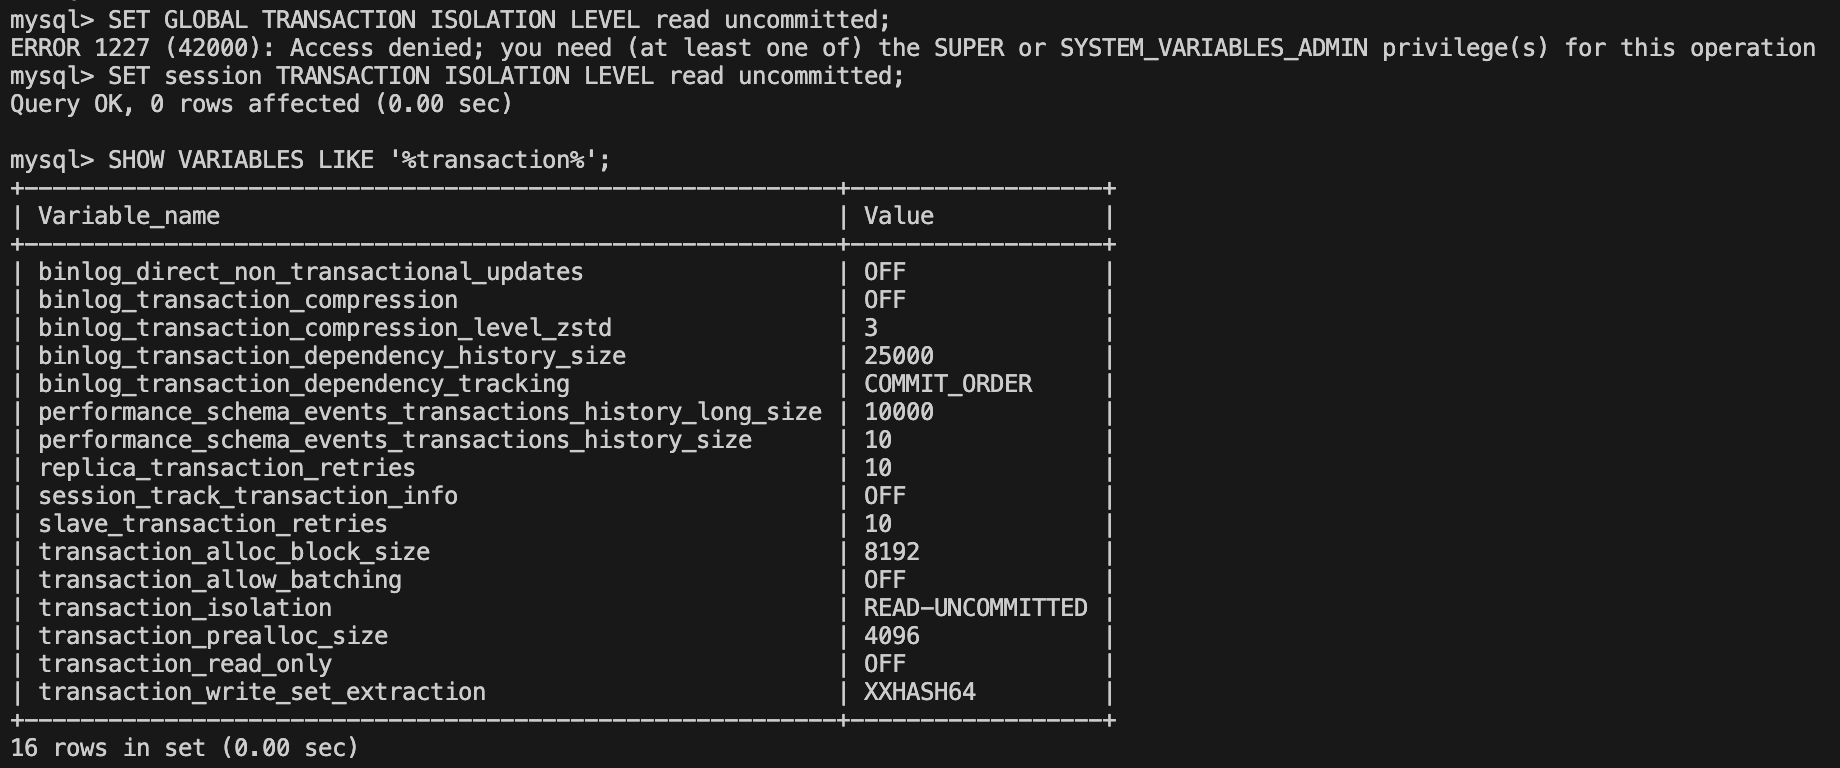 mysql> SET GLOBAL TRANSACTION ISOLATION LEVEL read uncommitted;
ERROR 1227 (42000): Access denied; you need (at least one of) the SUPER or SYSTEM_VARIABLES_ADMIN privilege(s) for this operation
mysql> SET session TRANSACTION ISOLATION LEVEL read uncommitted;
Query OK, 0 rows affected (0.00 sec)
mysql> SHOW VARIABLES LIKE '%transaction%';
+----------------------------------------------------------+------------------+
| Variable_name                                            | Value            |
+----------------------------------------------------------+------------------+
| binlog_direct_non_transactional_updates                  | OFF              |
| binlog_transaction_compression                           | OFF              |
| binlog_transaction_compression_level_zstd                | 3                |
| binlog_transaction_dependency_history_size               | 25000            |
| binlog_transaction_dependency_tracking                   | COMMIT_ORDER     |
| performance_schema_events_transactions_history_long_size | 10000            |
| performance_schema_events_transactions_history_size      | 10               |
| replica_transaction_retries                              | 10               |
| session_track_transaction_info                           | OFF              |
| slave_transaction_retries                                | 10               |
| transaction_alloc_block_size                             | 8192             |
| transaction_allow_batching                               | OFF              |
| transaction_isolation                                    | READ-UNCOMMITTED |
| transaction_prealloc_size                                | 4096             |
| transaction_read_only                                    | OFF              |
| transaction_write_set_extraction                         | XXHASH64         |
+----------------------------------------------------------+------------------+
16 rows in set (0.00 sec)